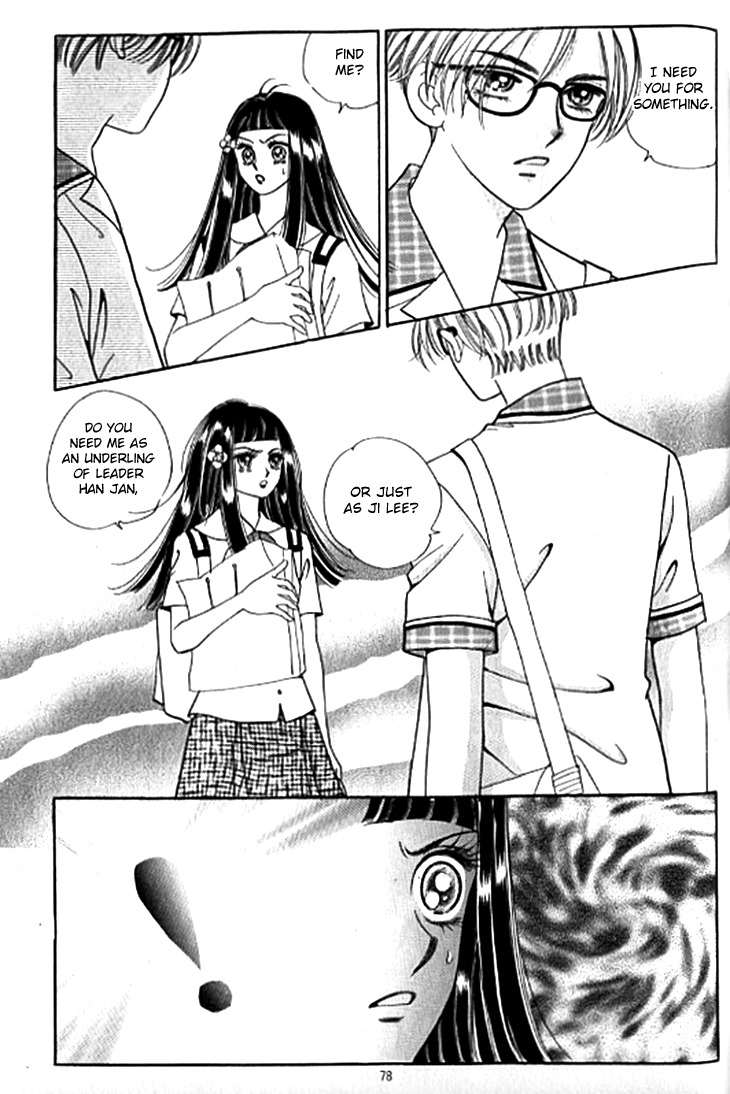 FIND
ME?
I NEED
YOU FOR
SOMETHING.
DO YOU
NEED ME AS
AN UNDERLING
OF LEADER
HAN JAN,
OR JUST
AS JI LEE?
!
78